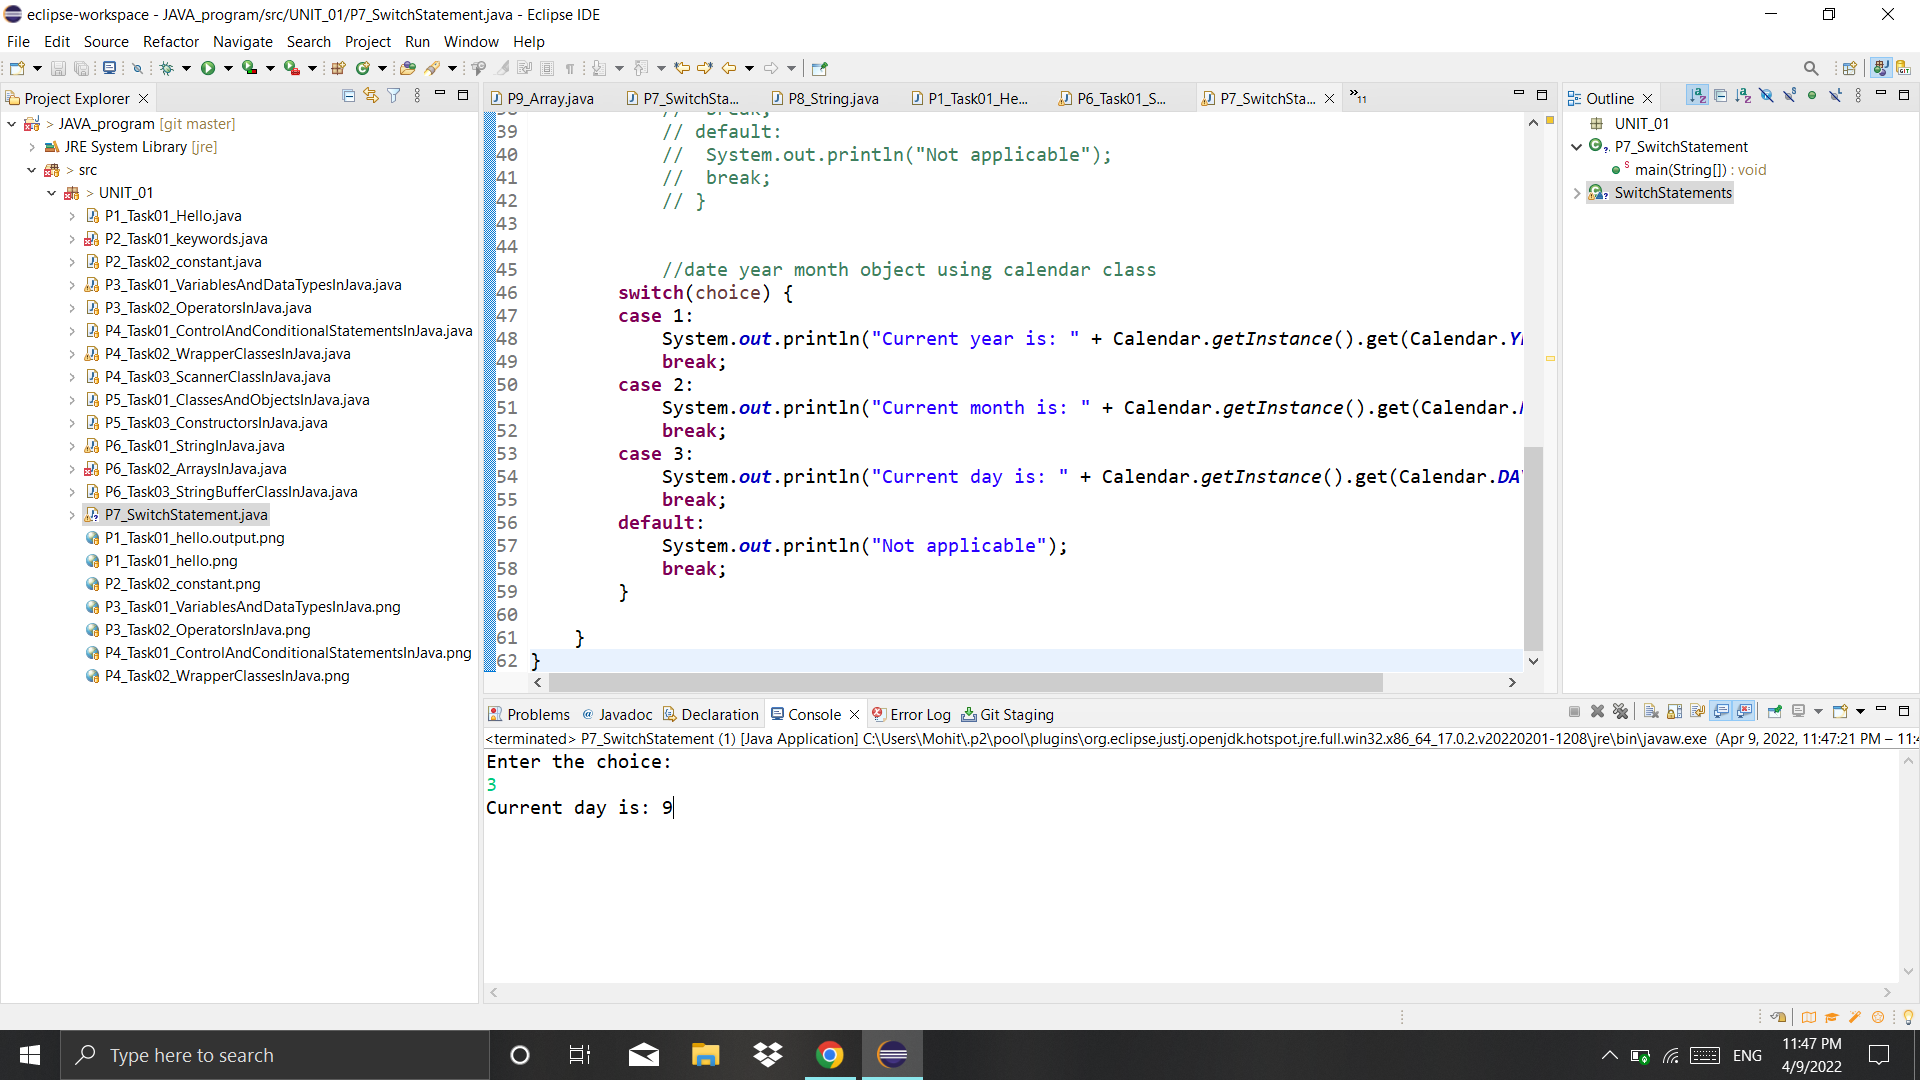 eclipse-workspace - JAVA_program/src/UNIT_01/P7_SwitchStatement.java - Eclipse IDE
File Edit Source Refactor Navigate Search Project Run Window Help
Project Explorer
JAVA_program [git master]
JRE System Library [jre]
src
UNIT_01
P1_Task01_Hello.java
P2_Task01_keywords.java
P2_Task02_constant.java
P3_Task01_VariablesAndDataTypesInJava.java
P3_Task02_OperatorsInJava.java
P4_Task01_ControlAndConditionalStatementsInJava.java
P4_Task02_WrapperClassesInJava.java
P4_Task03_ScannerClassInJava.java
P5_Task01_ClassesAndObjectsInJava.java
P5_Task03_ConstructorsInJava.java
P6_Task01_StringInJava.java
P6_Task02_ArraysInJava.java
P6_Task03_StringBufferClassInJava.java
P7_SwitchStatement.java
P1_Task01_hello.output.png
P1_Task01_hello.png
P2_Task02_constant.png
P3_Task01_VariablesAndDataTypesInJava.png
P3_Task02_OperatorsInJava.png
P4_Task01_ControlAndConditionalStatementsInJava.png
P4_Task02_WrapperClassesInJava.png
P9_Array.java P7_SwitchSta... P8_String.java P1_Task01_He... P6_Task01_S... P7_SwitchSta... »11
38 // break;
39 // default:
40 // System.out.println("Not applicable");
41 // break;
42 // }
43
44
45 //date year month object using calendar class
46 switch(choice) {
47 case 1:
48 System.out.println("Current year is: " + Calendar.getInstance().get(Calendar.Y
49 break;
50 case 2:
51 System.out.println("Current month is: " + Calendar.getInstance().get(Calendar.
52 break;
53 case 3:
54 System.out.println("Current day is: " + Calendar.getInstance().get(Calendar.DA
55 break;
56 default:
57 System.out.println("Not applicable");
58 break;
59 }
60
61 }
62 }
Outline
UNIT_01
P7_SwitchStatement
main(String[]) : void
SwitchStatements
Problems Javadoc Declaration Console Error Log Git Staging
<terminated> P7_SwitchStatement (1) [Java Application] C:\Users\Mohit\.p2\pool\plugins\org.eclipse.justj.openjdk.hotspot.jre.full.win32.x86_64_17.0.2.v20220201-1208\jre\bin\javaw.exe (Apr 9, 2022, 11:47:21 PM – 11:4
Enter the choice:
3
Current day is: 9
Type here to search
ENG
11:47 PM
4/9/2022